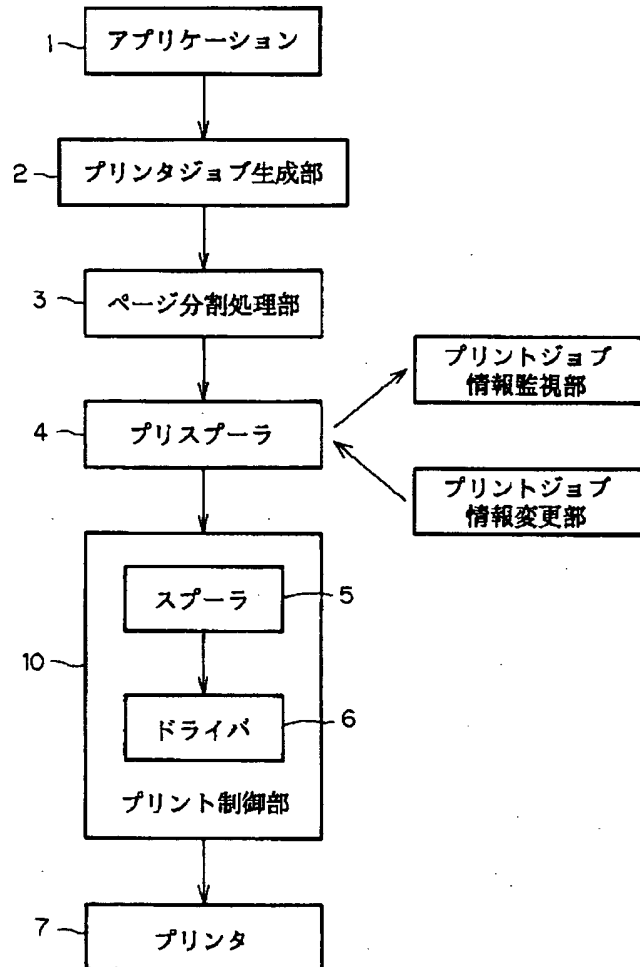 1
アプリケーション
2
プリンタジョブ生成部
3
ページ分割処理部
4
プリスプーラ
プリントジョブ
情報監視部
プリントジョブ
情報変更部
10
スプーラ
5
ドライバ
6
プリント制御部
7
プリンタ